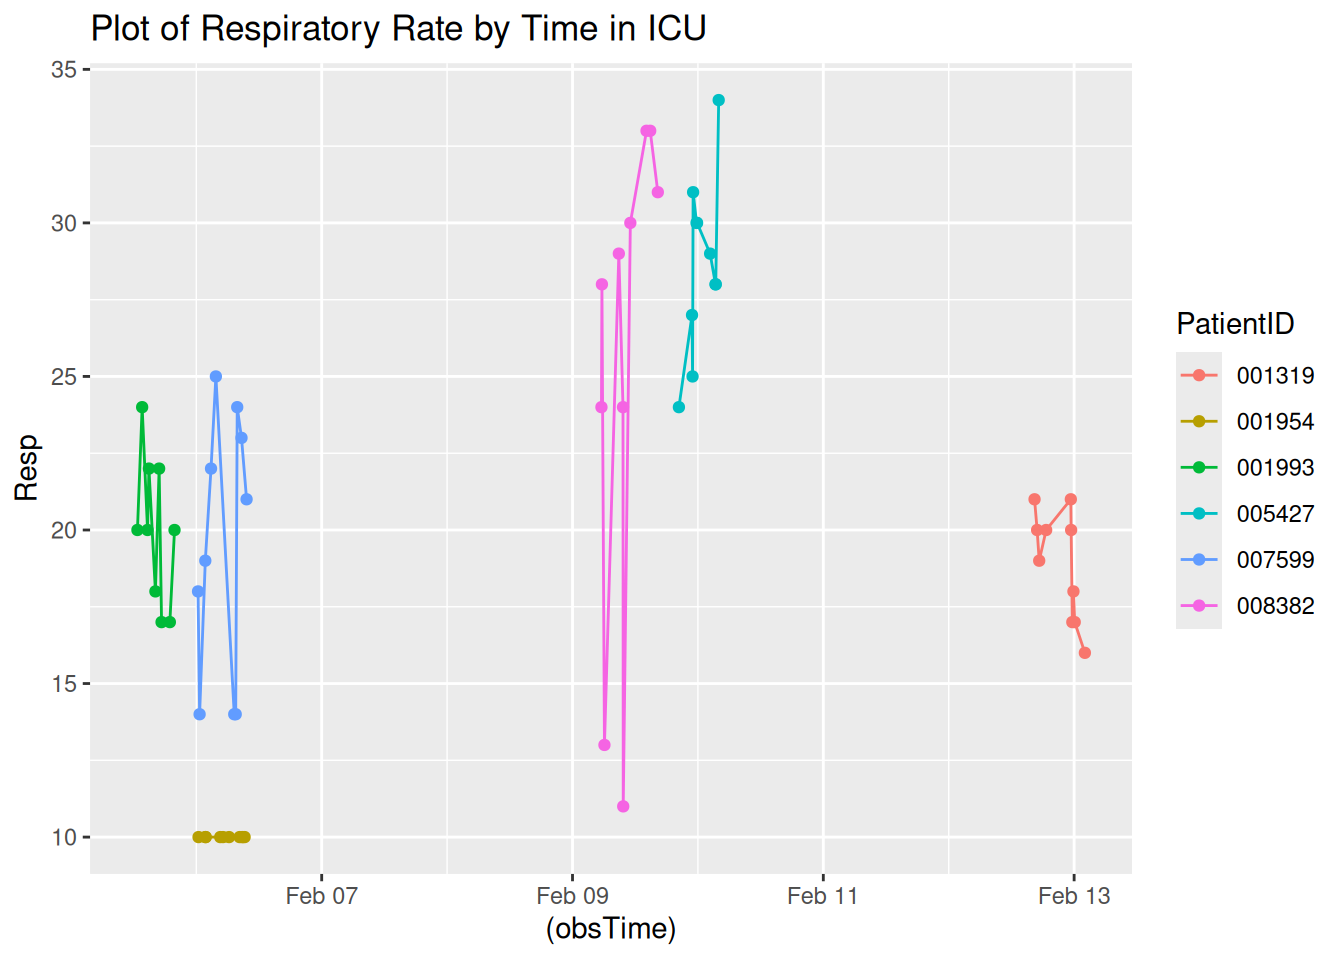 Plot of Respiratory Rate by Time in ICU
35
30
25
20
15
10
Resp
Feb 07
Feb 09
Feb 11
Feb 13
(obsTime)
PatientID
001319
001954
001993
005427
007599
008382